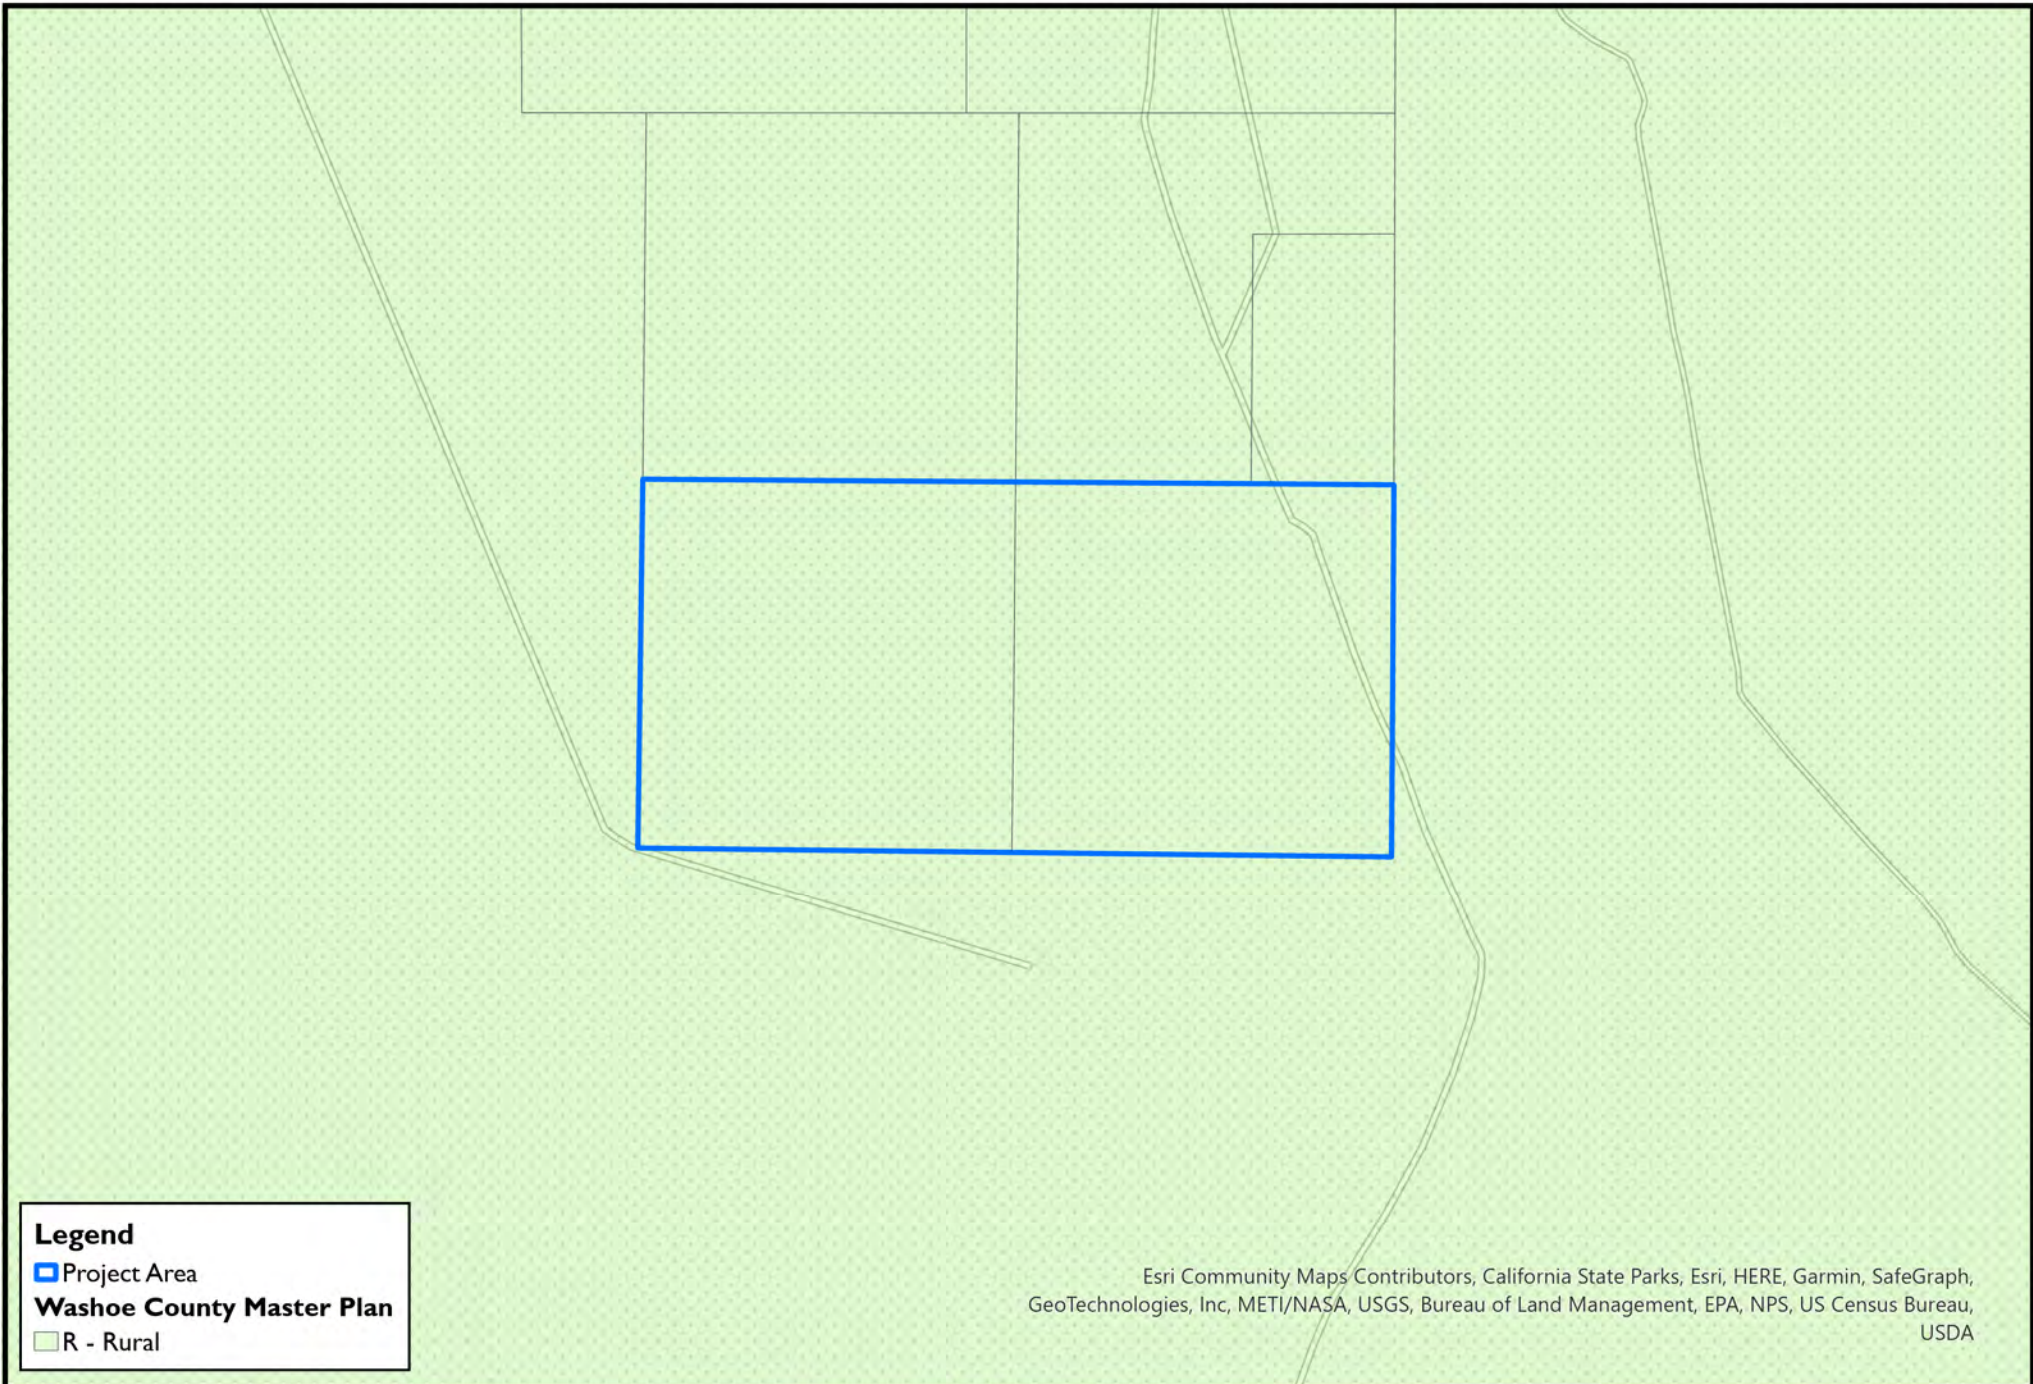 Legend
Project Area
Washoe County Master Plan
R - Rural
Esri Community Maps Contributors, California State Parks, Esri, HERE, Garmin, SafeGraph,
GeoTechnologies, Inc, METI/NASA, USGS, Bureau of Land Management, EPA, NPS, US Census Bureau,
USDA